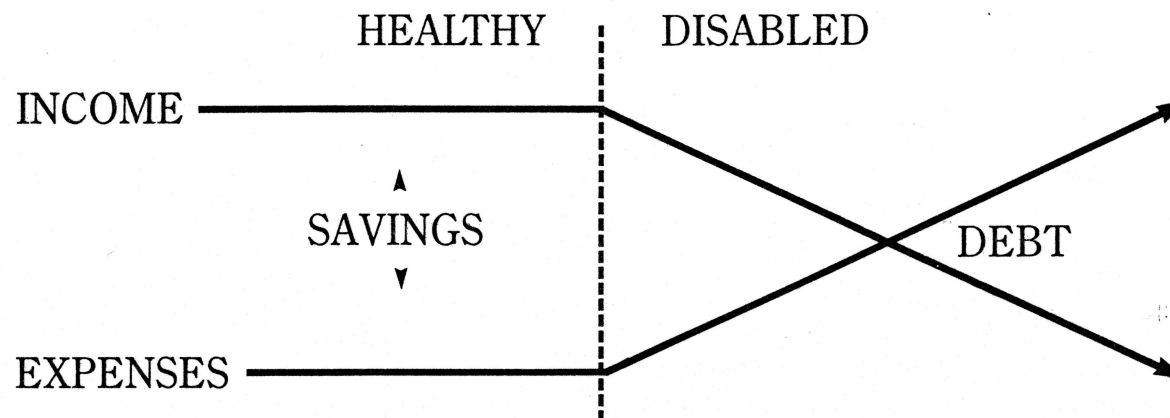 HEALTHY DISABLED
INCOME
SAVINGS
DEBT
EXPENSES